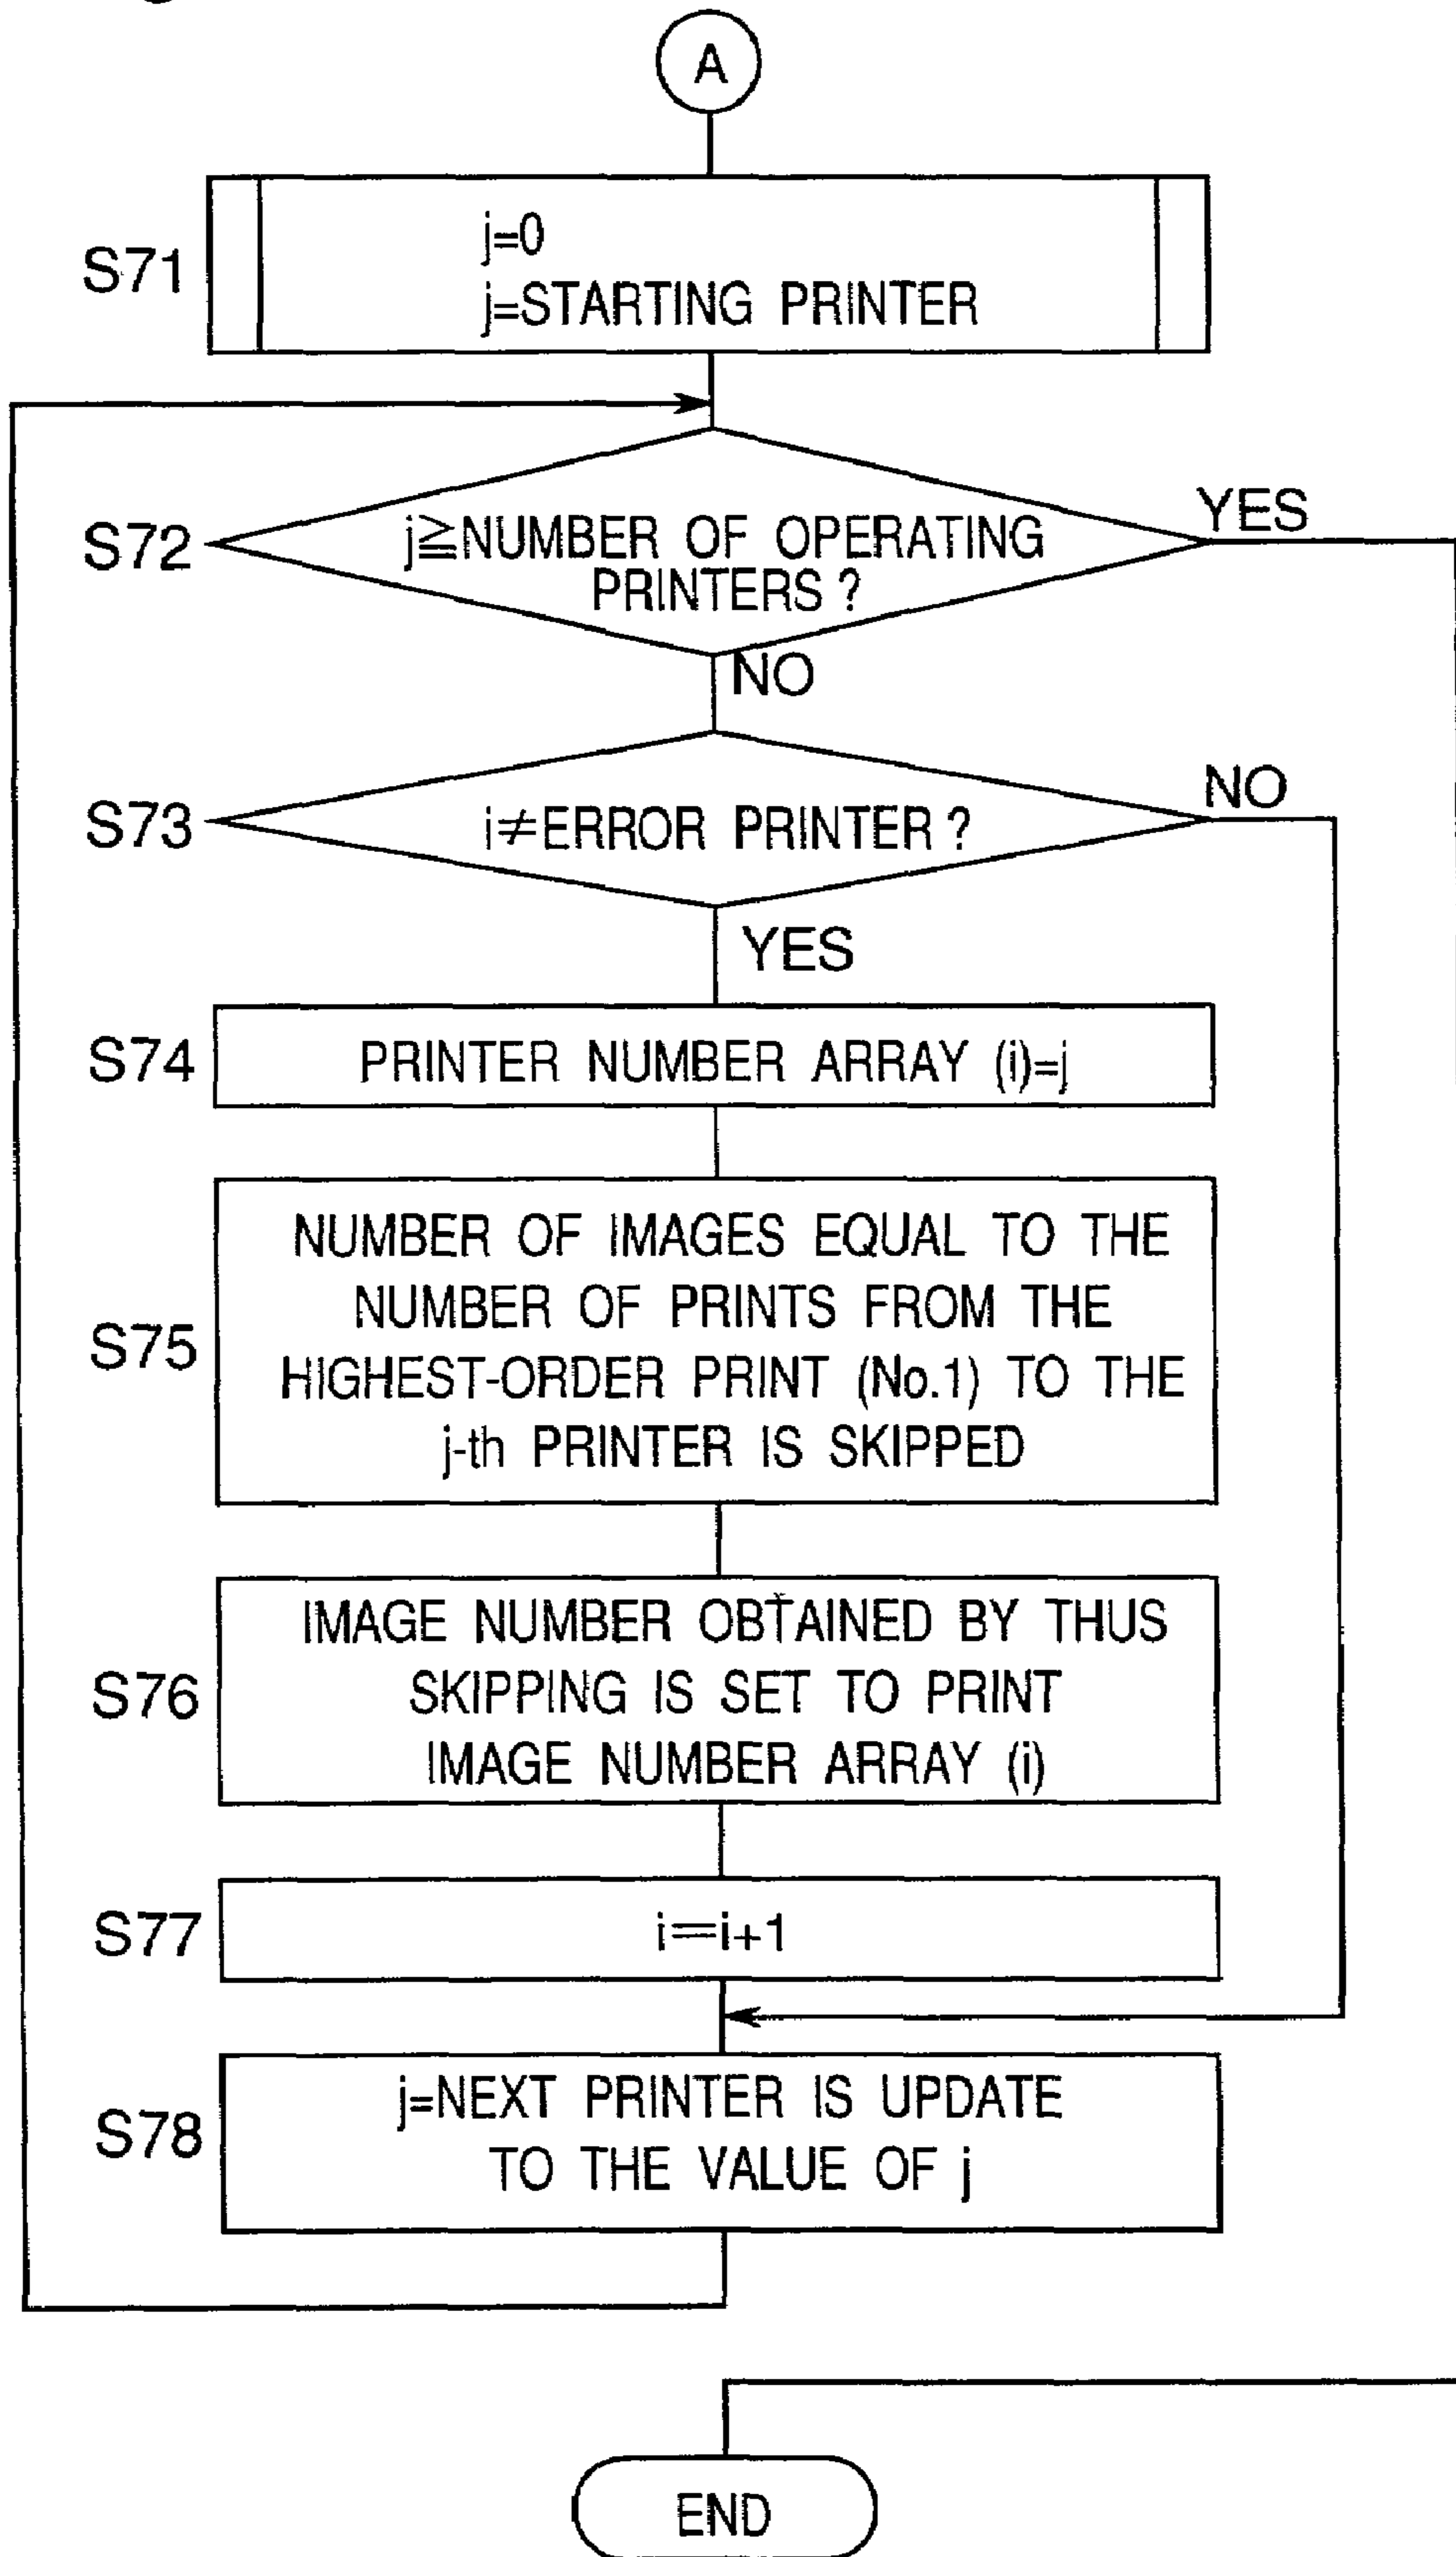 A
S71
j=0
j=STARTING PRINTER
S72
j≧NUMBER OF OPERATING
PRINTERS ?
YES
NO
S73
i≠ERROR PRINTER ?
NO
YES
S74
PRINTER NUMBER ARRAY (i)=j
S75
NUMBER OF IMAGES EQUAL TO THE
NUMBER OF PRINTS FROM THE
HIGHEST-ORDER PRINT (No.1) TO THE
j-th PRINTER IS SKIPPED
S76
IMAGE NUMBER OBTAINED BY THUS
SKIPPING IS SET TO PRINT
IMAGE NUMBER ARRAY (i)
S77
i=i+1
S78
j=NEXT PRINTER IS UPDATE
TO THE VALUE OF j
END